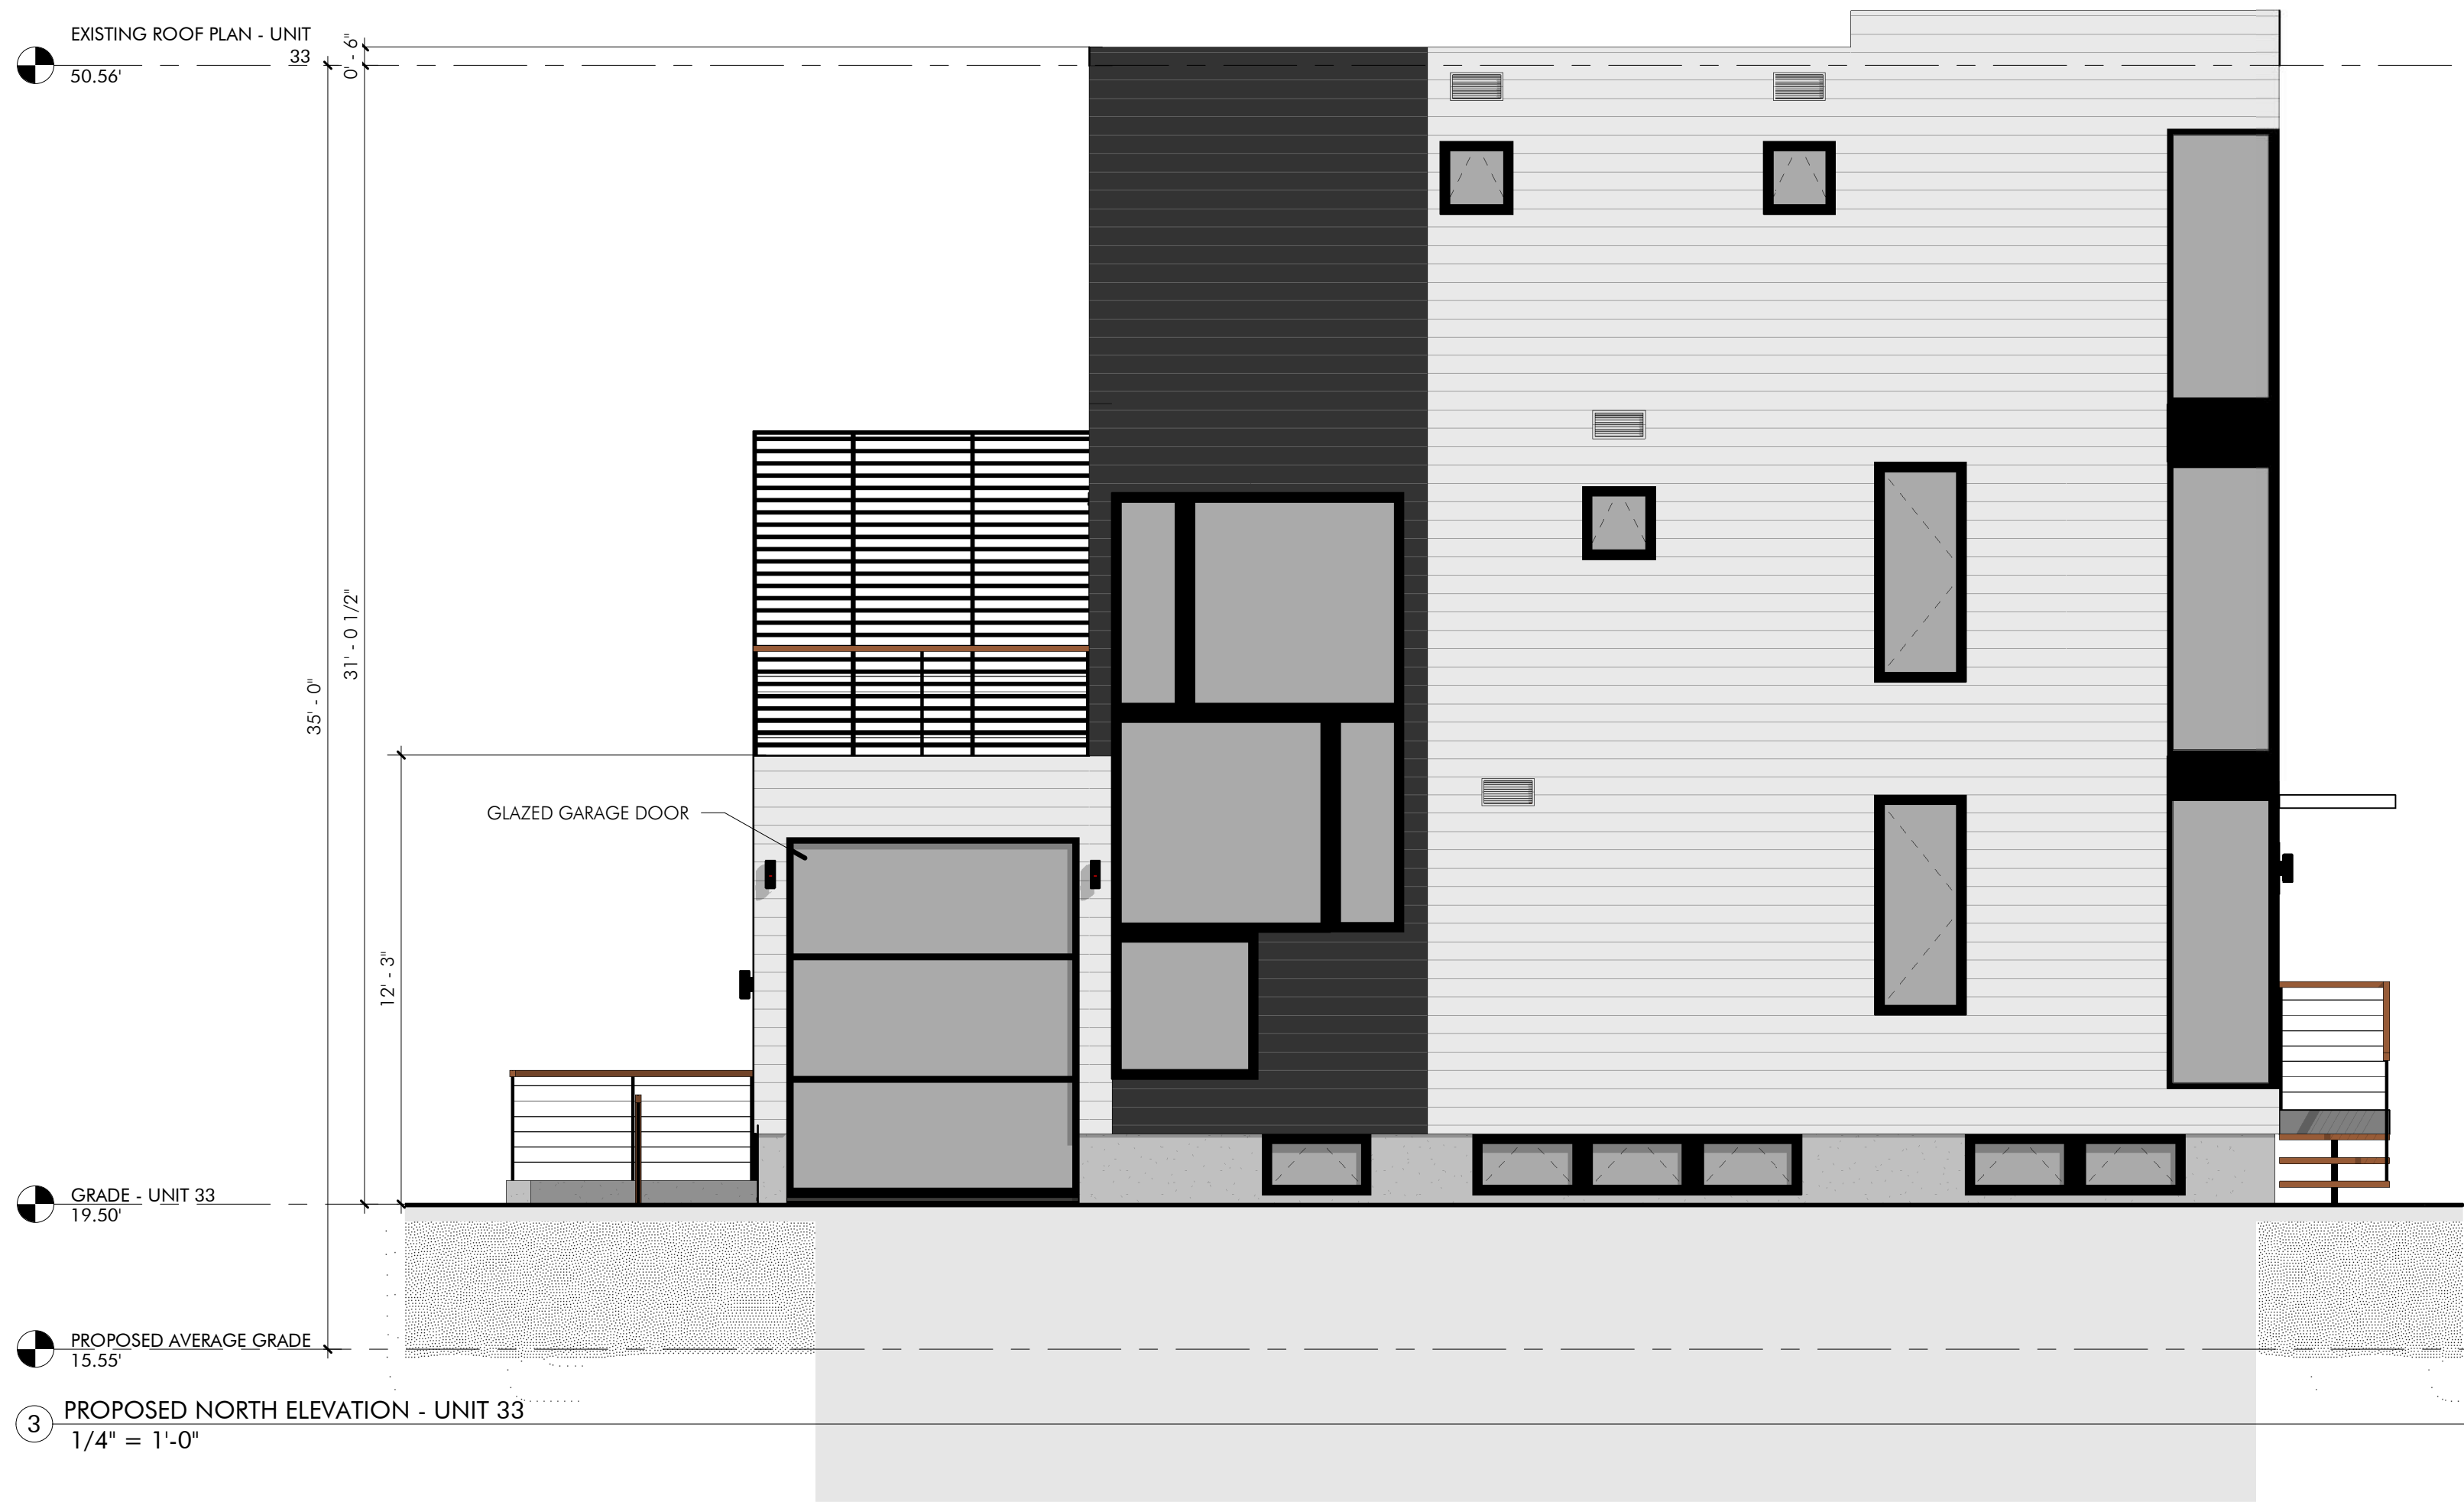 EXISTING ROOF PLAN - UNIT
33
50.56'
0' - 6"
31' - 0 1/2"
35' - 0"
GLAZED GARAGE DOOR
12' - 3"
GRADE - UNIT 33
19.50'
PROPOSED AVERAGE GRADE
15.55'
3
PROPOSED NORTH ELEVATION - UNIT 33
1/4" = 1'-0"